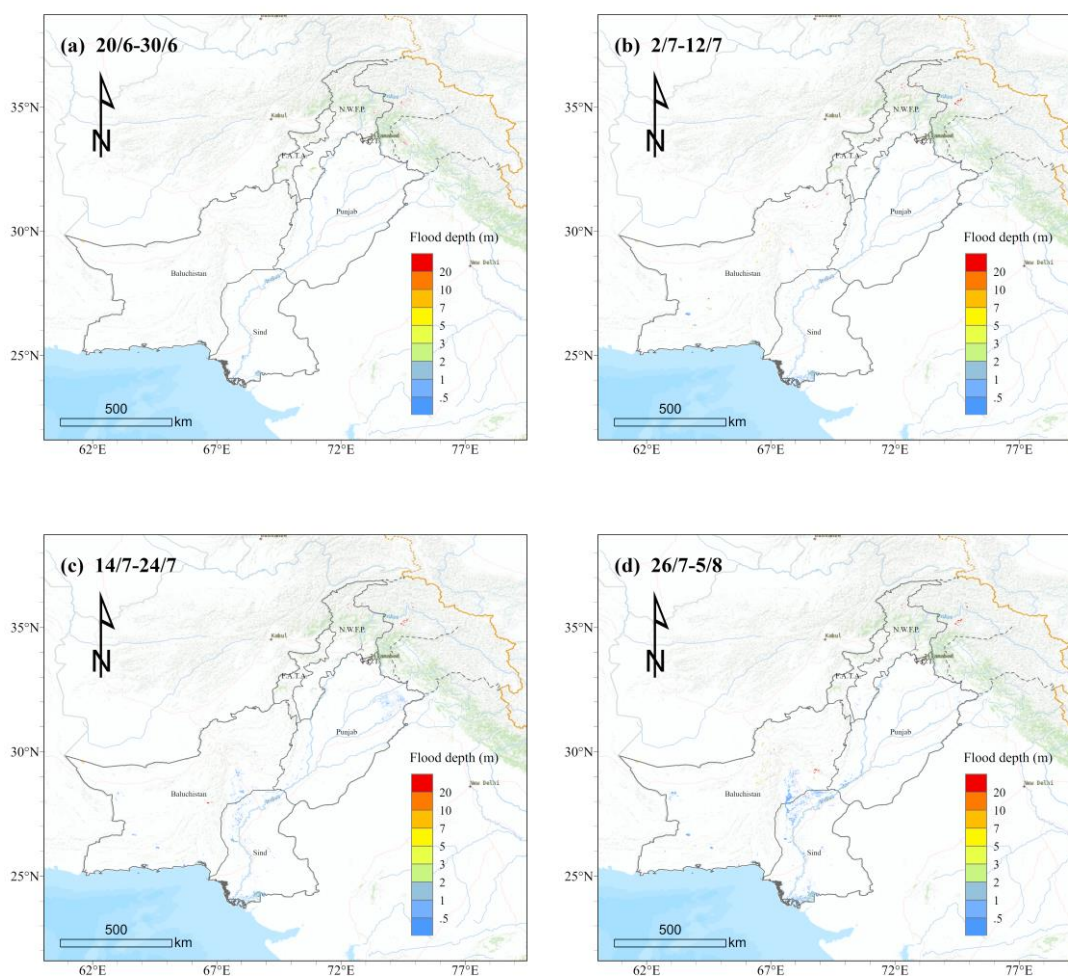 (a) 20/6-30/6
N
35°N
30°N
25°N
N.W.F.P.
Kabul
F.A.T.A.
Punjab
Baluchistan
Sind
New Delhi
Flood depth (m)
20
10
7
5
3
2
1
.5
500
km
62°E 67°E 72°E 77°E
(b) 2/7-12/7
N
35°N
30°N
25°N
N.W.F.P.
Kabul
F.A.T.A.
Punjab
Baluchistan
Sind
New Delhi
Flood depth (m)
20
10
7
5
3
2
1
.5
500
km
62°E 67°E 72°E 77°E
(c) 14/7-24/7
N
35°N
30°N
25°N
N.W.F.P.
Kabul
F.A.T.A.
Punjab
Baluchistan
Sind
New Delhi
Flood depth (m)
20
10
7
5
3
2
1
.5
500
km
62°E 67°E 72°E 77°E
(d) 26/7-5/8
N
35°N
30°N
25°N
N.W.F.P.
Kabul
F.A.T.A.
Punjab
Baluchistan
Sind
New Delhi
Flood depth (m)
20
10
7
5
3
2
1
.5
500
km
62°E 67°E 72°E 77°E